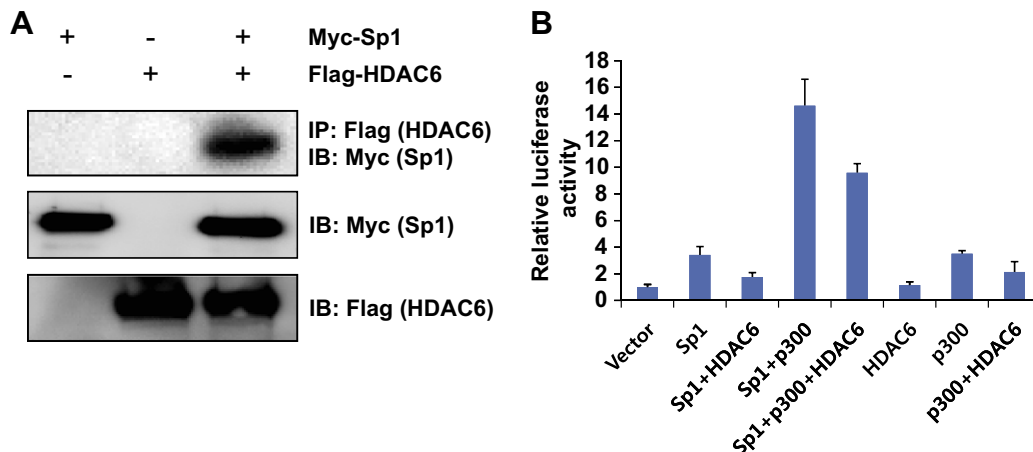 A
+ - + Myc-Sp1
- + + Flag-HDAC6
IP: Flag (HDAC6)
IB: Myc (Sp1)
IB: Myc (Sp1)
IB: Flag (HDAC6)
B
Relative luciferase
activity
18
16
14
12
10
8
6
4
2
0
Vector
Sp1
Sp1+HDAC6
Sp1+p300
Sp1+p300+HDAC6
HDAC6
p300
p300+HDAC6